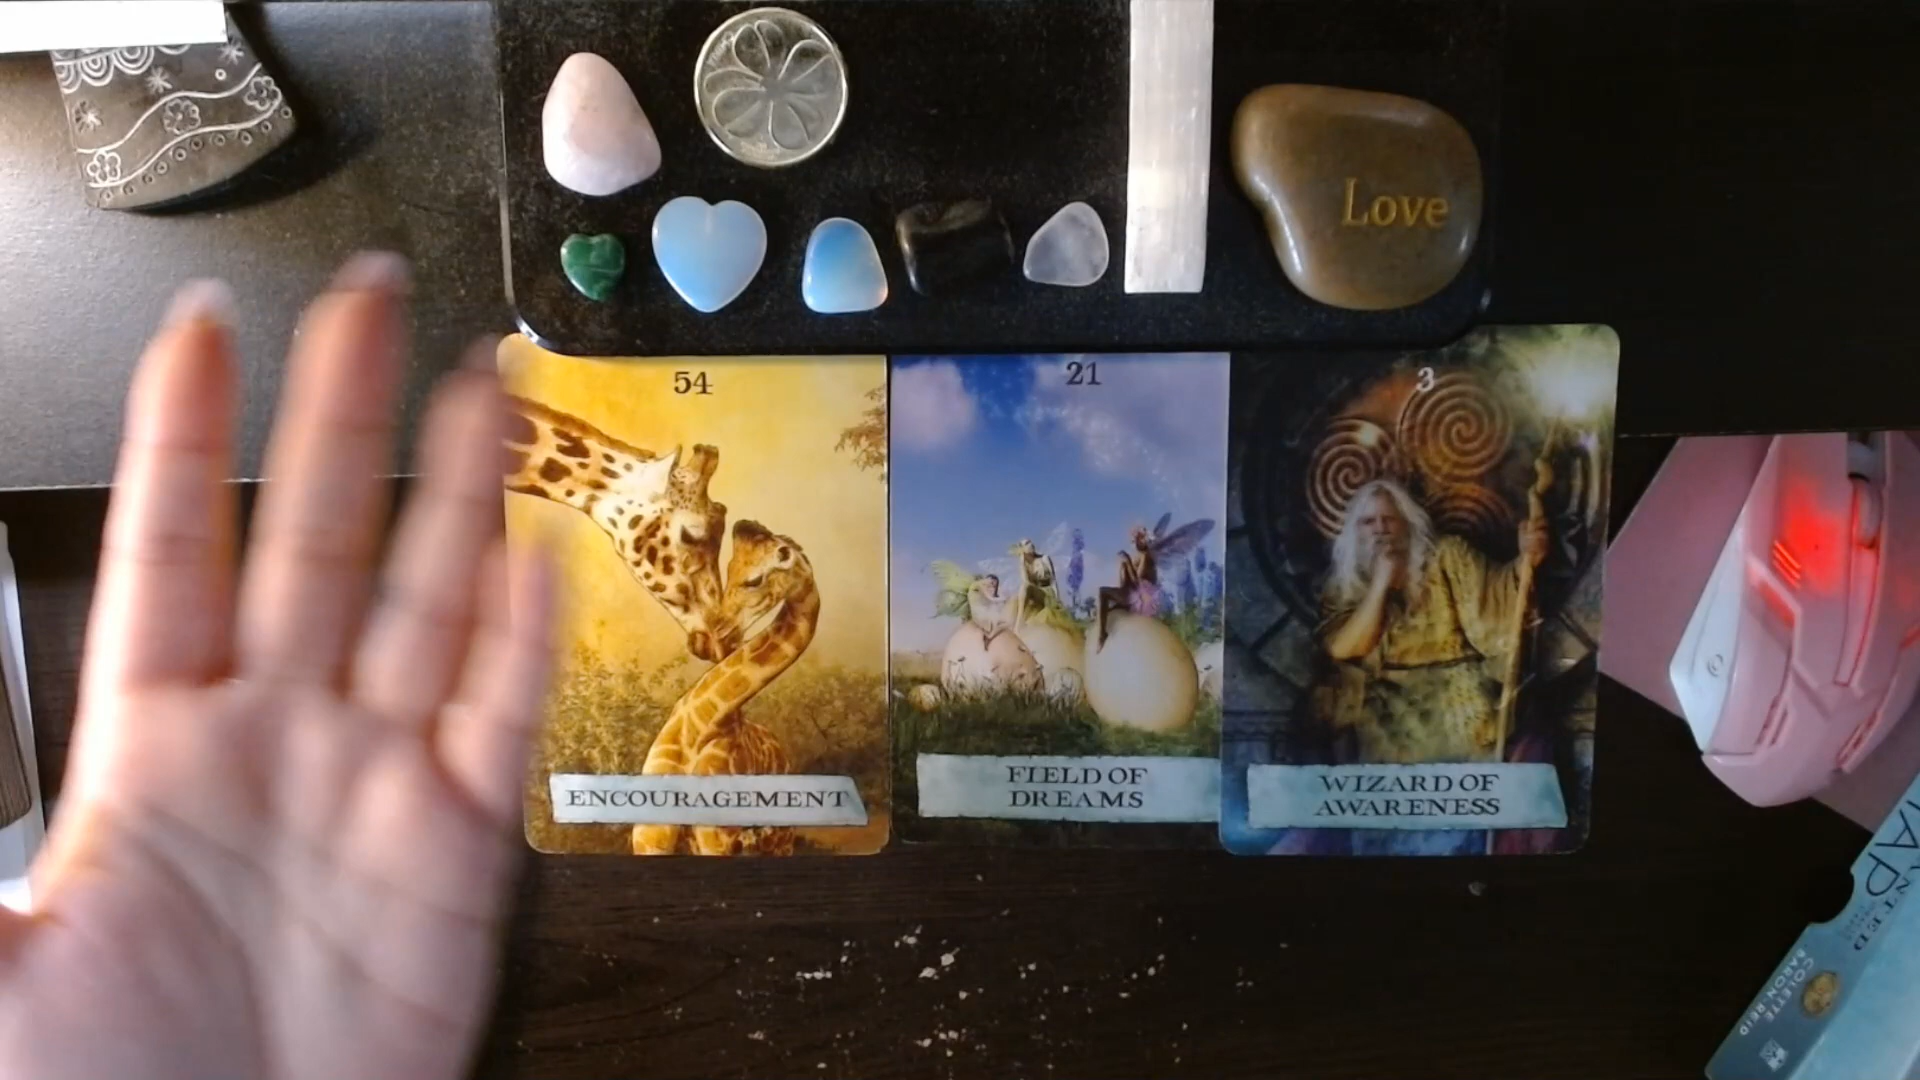 Love
54
ENCOURAGEMENT
21
FIELD OF
DREAMS
3
WIZARD OF
AWARENESS
COLETTE
BARON-REID